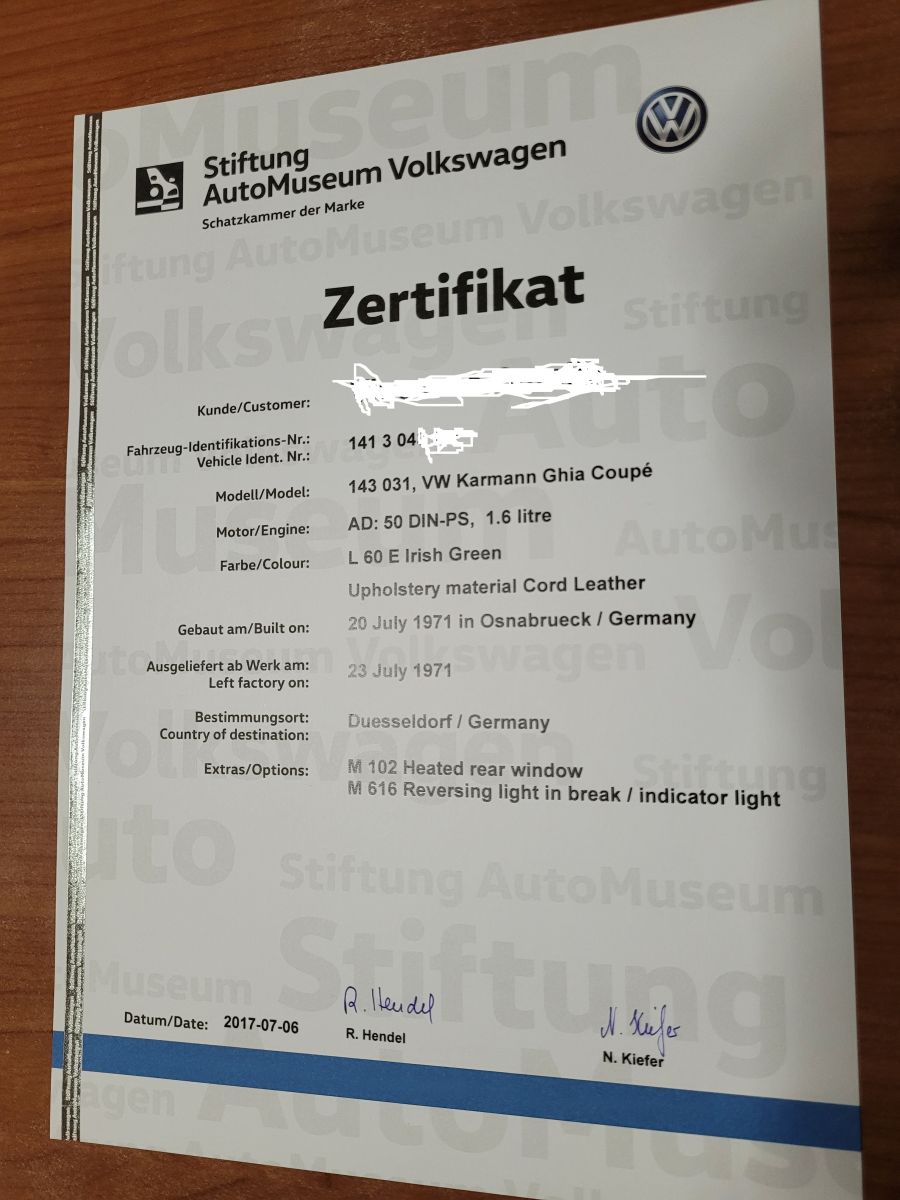 Stiftung
AutoMuseum Volkswagen
Schatzkammer der Marke
Zertifikat
Kunde/Customer:
Fahrzeug-Identifikations-Nr.: 141 3 04
Vehicle Ident. Nr.:
Modell/Model: 143 031, VW Karmann Ghia Coupé
Motor/Engine: AD: 50 DIN-PS, 1.6 litre
Farbe/Colour: L 60 E Irish Green
Upholstery material Cord Leather
Gebaut am/Built on: 20 July 1971 in Osnabrueck / Germany
Ausgeliefert ab Werk am: 23 July 1971
Left factory on:
Bestimmungsort: Duesseldorf / Germany
Country of destination:
Extras/Options: M 102 Heated rear window
M 616 Reversing light in break / indicator light
Datum/Date: 2017-07-06
R. Hendel
R. Hendel
N. Kiefer
N. Kiefer